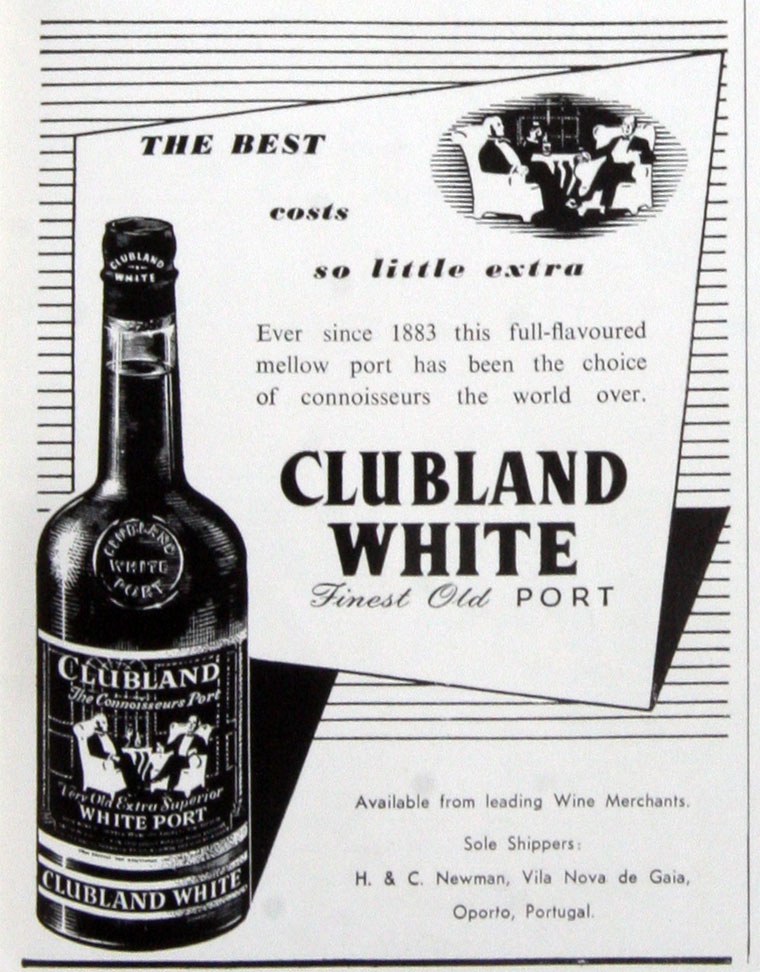 THE BEST
costs
so little extra
Ever since 1883 this full-flavoured
mellow port has been the choice
of connoisseurs the world over.
CLUBLAND
WHITE
Finest Old PORT
CLUBLAND
WHITE
CLUBLAND
WHITE
PORT
CLUBLAND
The Connoisseurs Port
Very Old Extra Superior
WHITE PORT
CLUBLAND WHITE
Available from leading Wine Merchants.
Sole Shippers:
H. & C. Newman, Vila Nova de Gaia,
Oporto, Portugal.